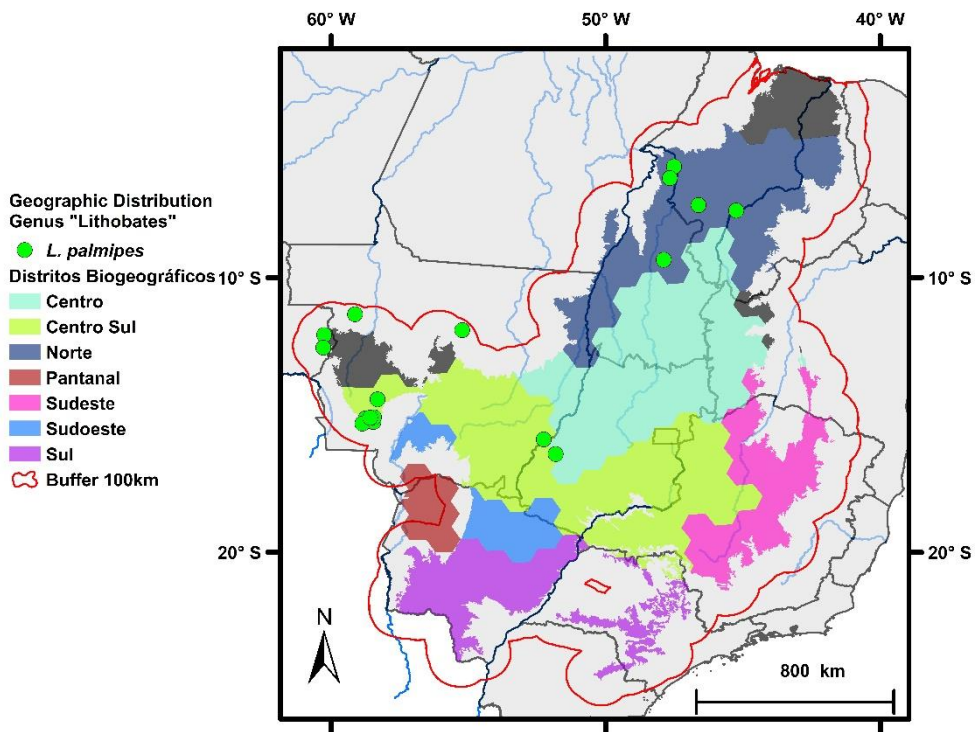 60° W
50° W
40° W
Geographic Distribution
Genus "Lithobates"
L. palmipes
Distritos Biogeográficos
Centro
Centro Sul
Norte
Pantanal
Sudeste
Sudoeste
Sul
Buffer 100km
10° S
10° S
20° S
20° S
N
800 km